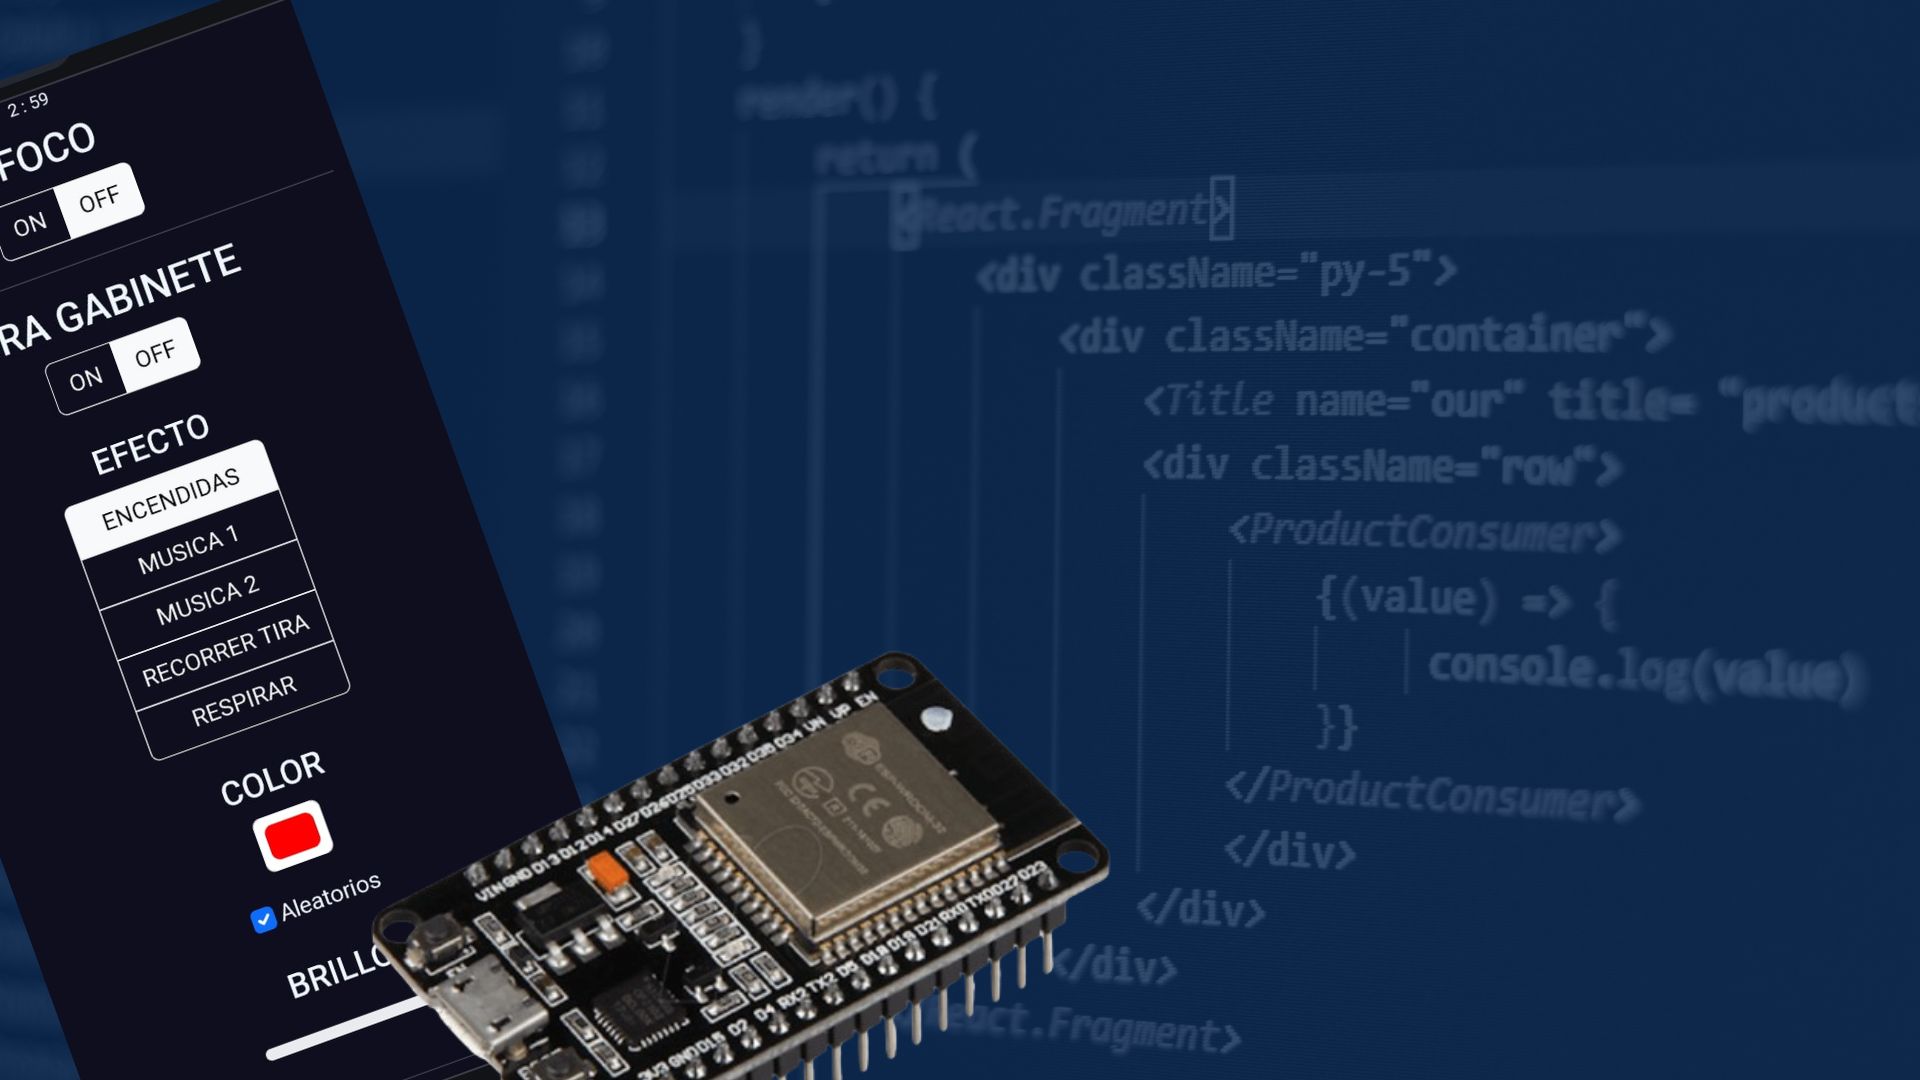 2:59
FOCO
ON OFF
RA GABINETE
ON OFF
EFECTO
ENCENDIDAS
MUSICA 1
MUSICA 2
RECORRER TIRA
RESPIRAR
COLOR
Aleatorios
BRILLO
}
render() {
return (
<React.Fragment>
<div className="py-5">
<div className="container">
<Title name="our" title= "product
<div className="row">
<ProductConsumer>
{(value) => {
console.log(value)
}}
</ProductConsumer>
</div>
</div>
</div>
React.Fragment>
VIN GND D13 D12 D14 D27 D26 D25 D33 D32 D35 D34 VN VP EN
CE
3V3 GND D15 D2 D4 RX2 TX2 D5 D18 D19 D21 RX0 TX0 D22 D23